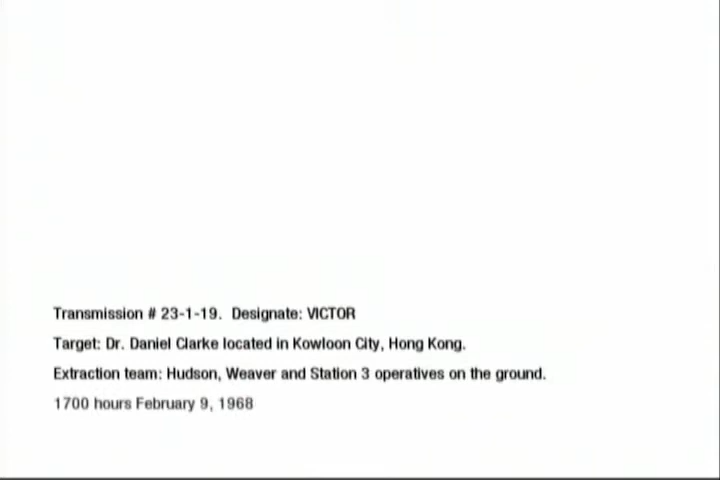 Transmission # 23-1-19.  Designate: VICTOR
Target: Dr. Daniel Clarke located in Kowloon City, Hong Kong.
Extraction team: Hudson, Weaver and Station 3 operatives on the ground.
1700 hours February 9, 1968